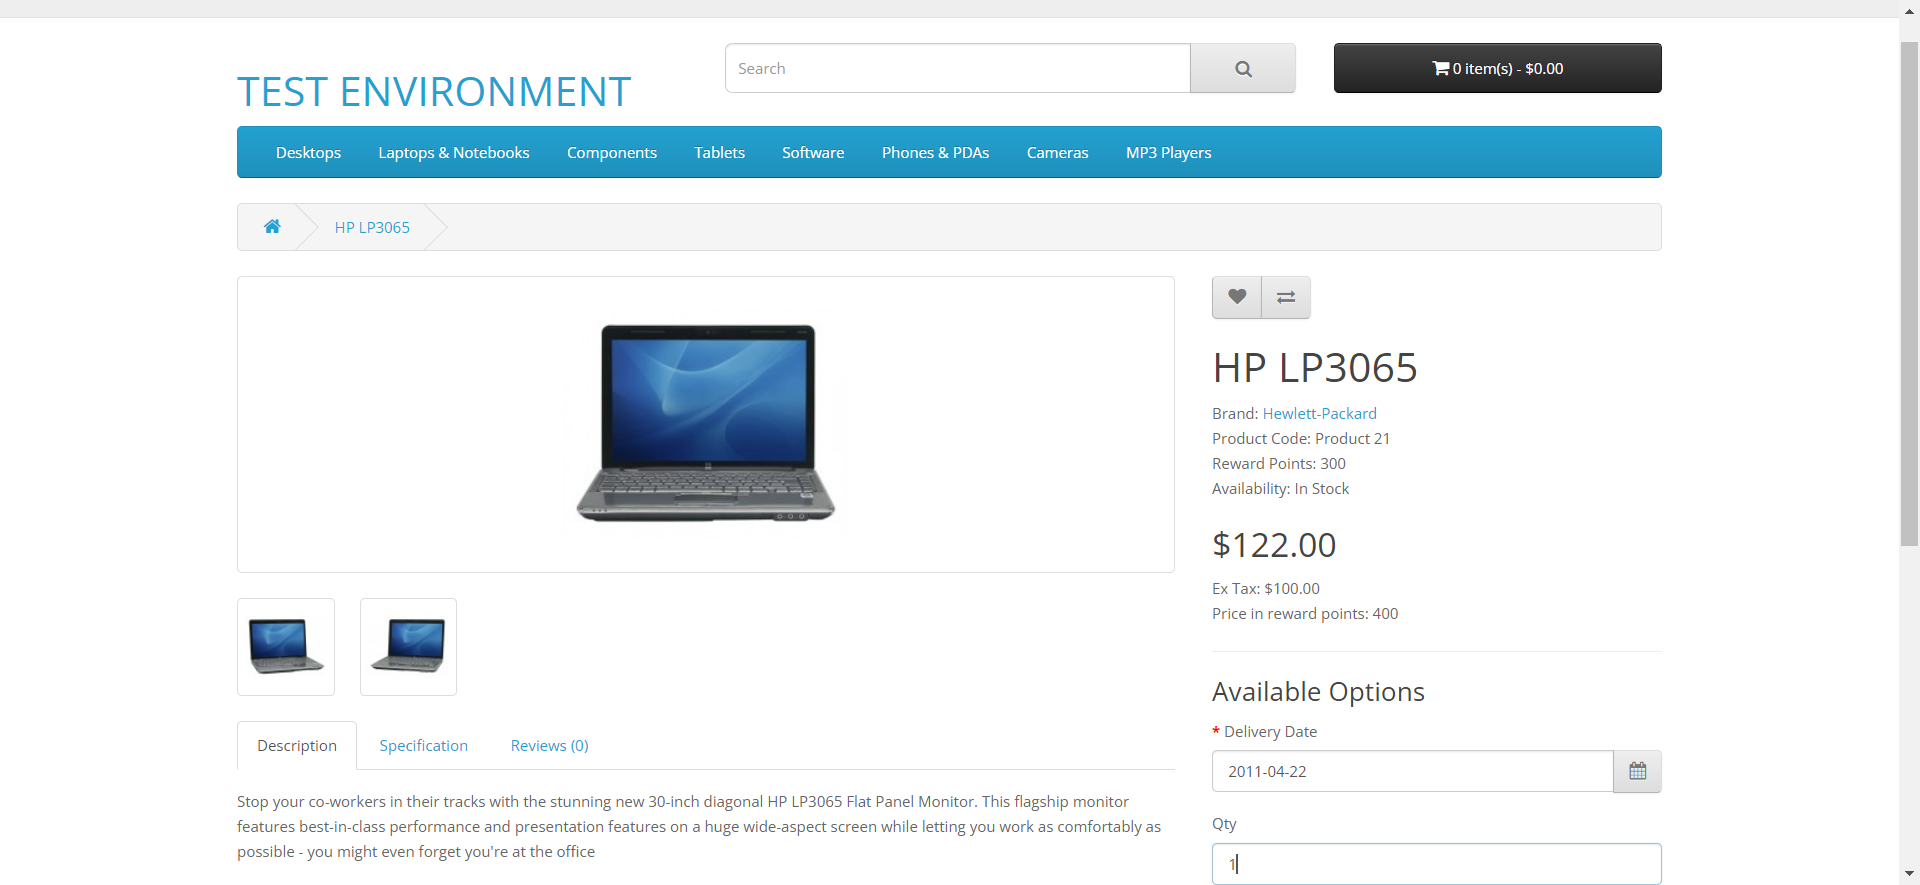 TEST ENVIRONMENT
Search
0 item(s) - $0.00
Desktops
Laptops & Notebooks
Components
Tablets
Software
Phones & PDAs
Cameras
MP3 Players
HP LP3065
HP LP3065
Brand: Hewlett-Packard
Product Code: Product 21
Reward Points: 300
Availability: In Stock
$122.00
Ex Tax: $100.00
Price in reward points: 400
Available Options
* Delivery Date
2011-04-22
Qty
1
Description
Specification
Reviews (0)
Stop your co-workers in their tracks with the stunning new 30-inch diagonal HP LP3065 Flat Panel Monitor. This flagship monitor
features best-in-class performance and presentation features on a huge wide-aspect screen while letting you work as comfortably as
possible - you might even forget you're at the office